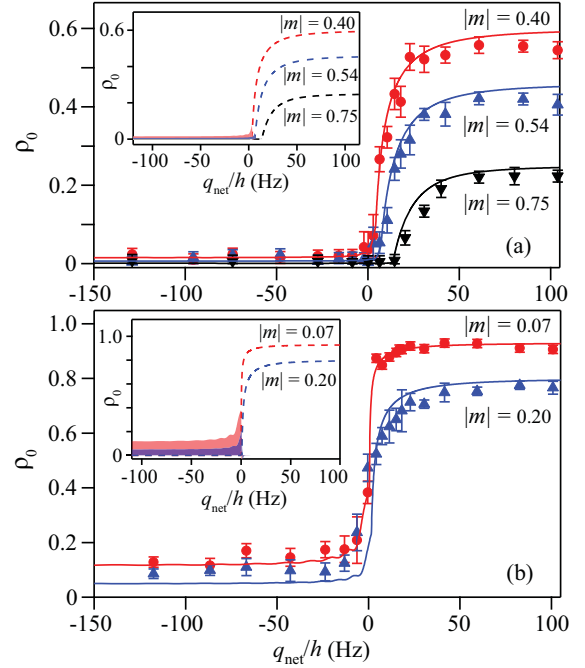 |m| = 0.40
0.6
|m| = 0.40
0.6
ρ0
|m| = 0.54
|m| = 0.75
0
-100 -50 0 50 100
qnet/h (Hz)
0.4
|m| = 0.54
ρ0
0.2
|m| = 0.75
0
(a)
-150 -100 -50 0 50 100
1.0
|m| = 0.07
1.0
|m| = 0.07
0.8
ρ0
|m| = 0.20
0
-100 -50 0 50 100
qnet/h (Hz)
|m| = 0.20
0.6
ρ0
0.4
0.2
(b)
0
-150 -100 -50 0 50 100
qnet/h (Hz)